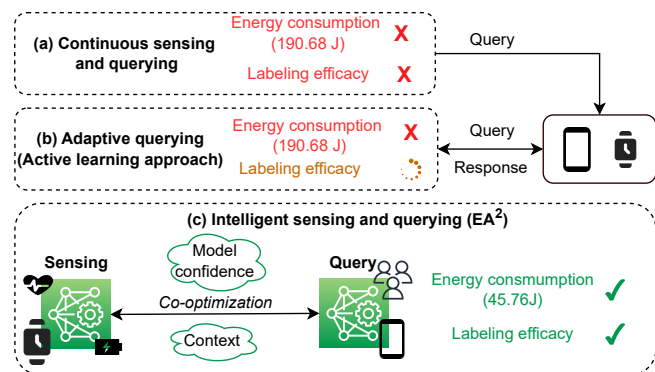 (a) Continuous sensing
and querying
Energy consumption
(190.68 J)
X
Labeling efficacy
X
Query
(b) Adaptive querying
(Active learning approach)
Energy consumption
(190.68 J)
X
Labeling efficacy
Query
Response
(c) Intelligent sensing and querying (EA²)
Sensing
Model
confidence
Query
Co-optimization
Context
Energy consmumption
(45.76J)
Labeling efficacy